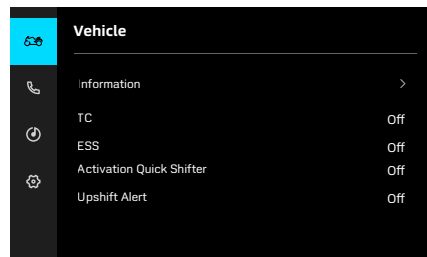 Vehicle
Information
TC Off
ESS Off
Activation Quick Shifter Off
Upshift Alert Off